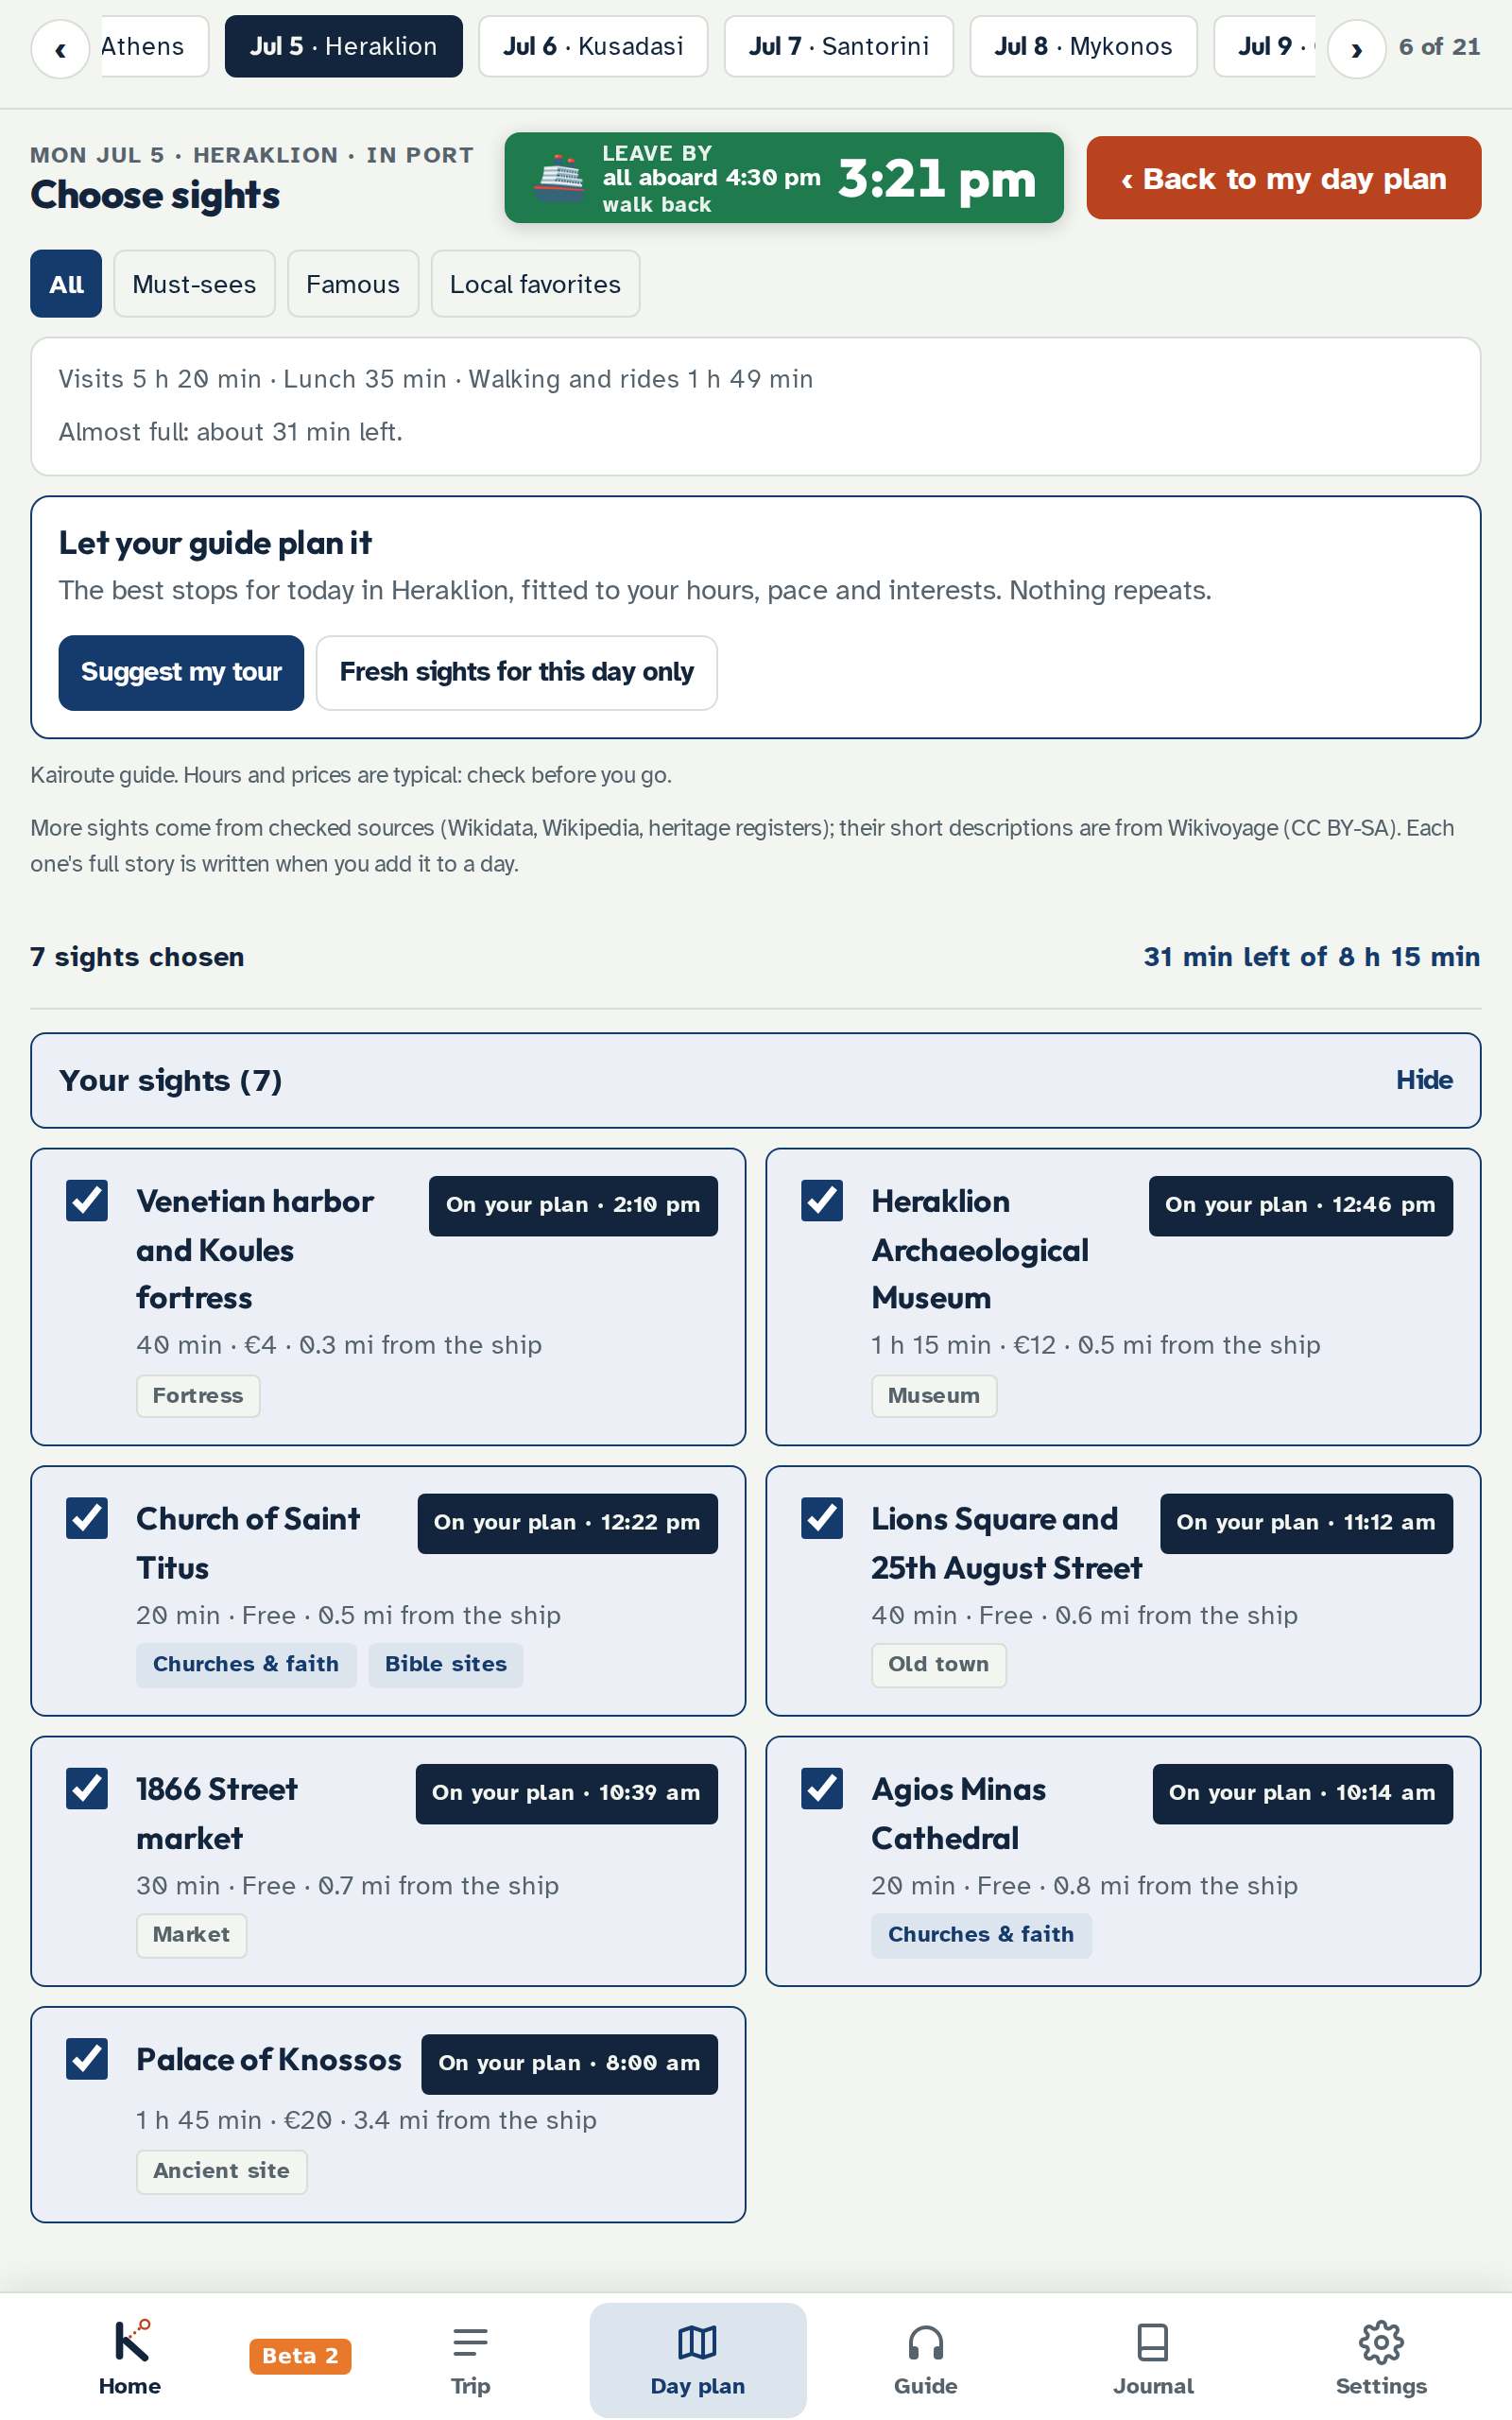 ‹ Athens Jul 5 · Heraklion Jul 6 · Kusadasi Jul 7 · Santorini Jul 8 · Mykonos Jul 9 · › 6 of 21
MON JUL 5 · HERAKLION · IN PORT
Choose sights
LEAVE BY
all aboard 4:30 pm
walk back
3:21 pm
‹ Back to my day plan
All Must-sees Famous Local favorites
Visits 5 h 20 min · Lunch 35 min · Walking and rides 1 h 49 min
Almost full: about 31 min left.
Let your guide plan it
The best stops for today in Heraklion, fitted to your hours, pace and interests. Nothing repeats.
Suggest my tour Fresh sights for this day only
Kairoute guide. Hours and prices are typical: check before you go.
More sights come from checked sources (Wikidata, Wikipedia, heritage registers); their short descriptions are from Wikivoyage (CC BY-SA). Each
one's full story is written when you add it to a day.
7 sights chosen 31 min left of 8 h 15 min
Your sights (7) Hide
Venetian harbor
and Koules
fortress
On your plan · 2:10 pm
40 min · €4 · 0.3 mi from the ship
Fortress
Heraklion
Archaeological
Museum
On your plan · 12:46 pm
1 h 15 min · €12 · 0.5 mi from the ship
Museum
Church of Saint
Titus
On your plan · 12:22 pm
20 min · Free · 0.5 mi from the ship
Churches & faith Bible sites
Lions Square and
25th August Street
On your plan · 11:12 am
40 min · Free · 0.6 mi from the ship
Old town
1866 Street
market
On your plan · 10:39 am
30 min · Free · 0.7 mi from the ship
Market
Agios Minas
Cathedral
On your plan · 10:14 am
20 min · Free · 0.8 mi from the ship
Churches & faith
Palace of Knossos
On your plan · 8:00 am
1 h 45 min · €20 · 3.4 mi from the ship
Ancient site
Home Beta 2 Trip Day plan Guide Journal Settings